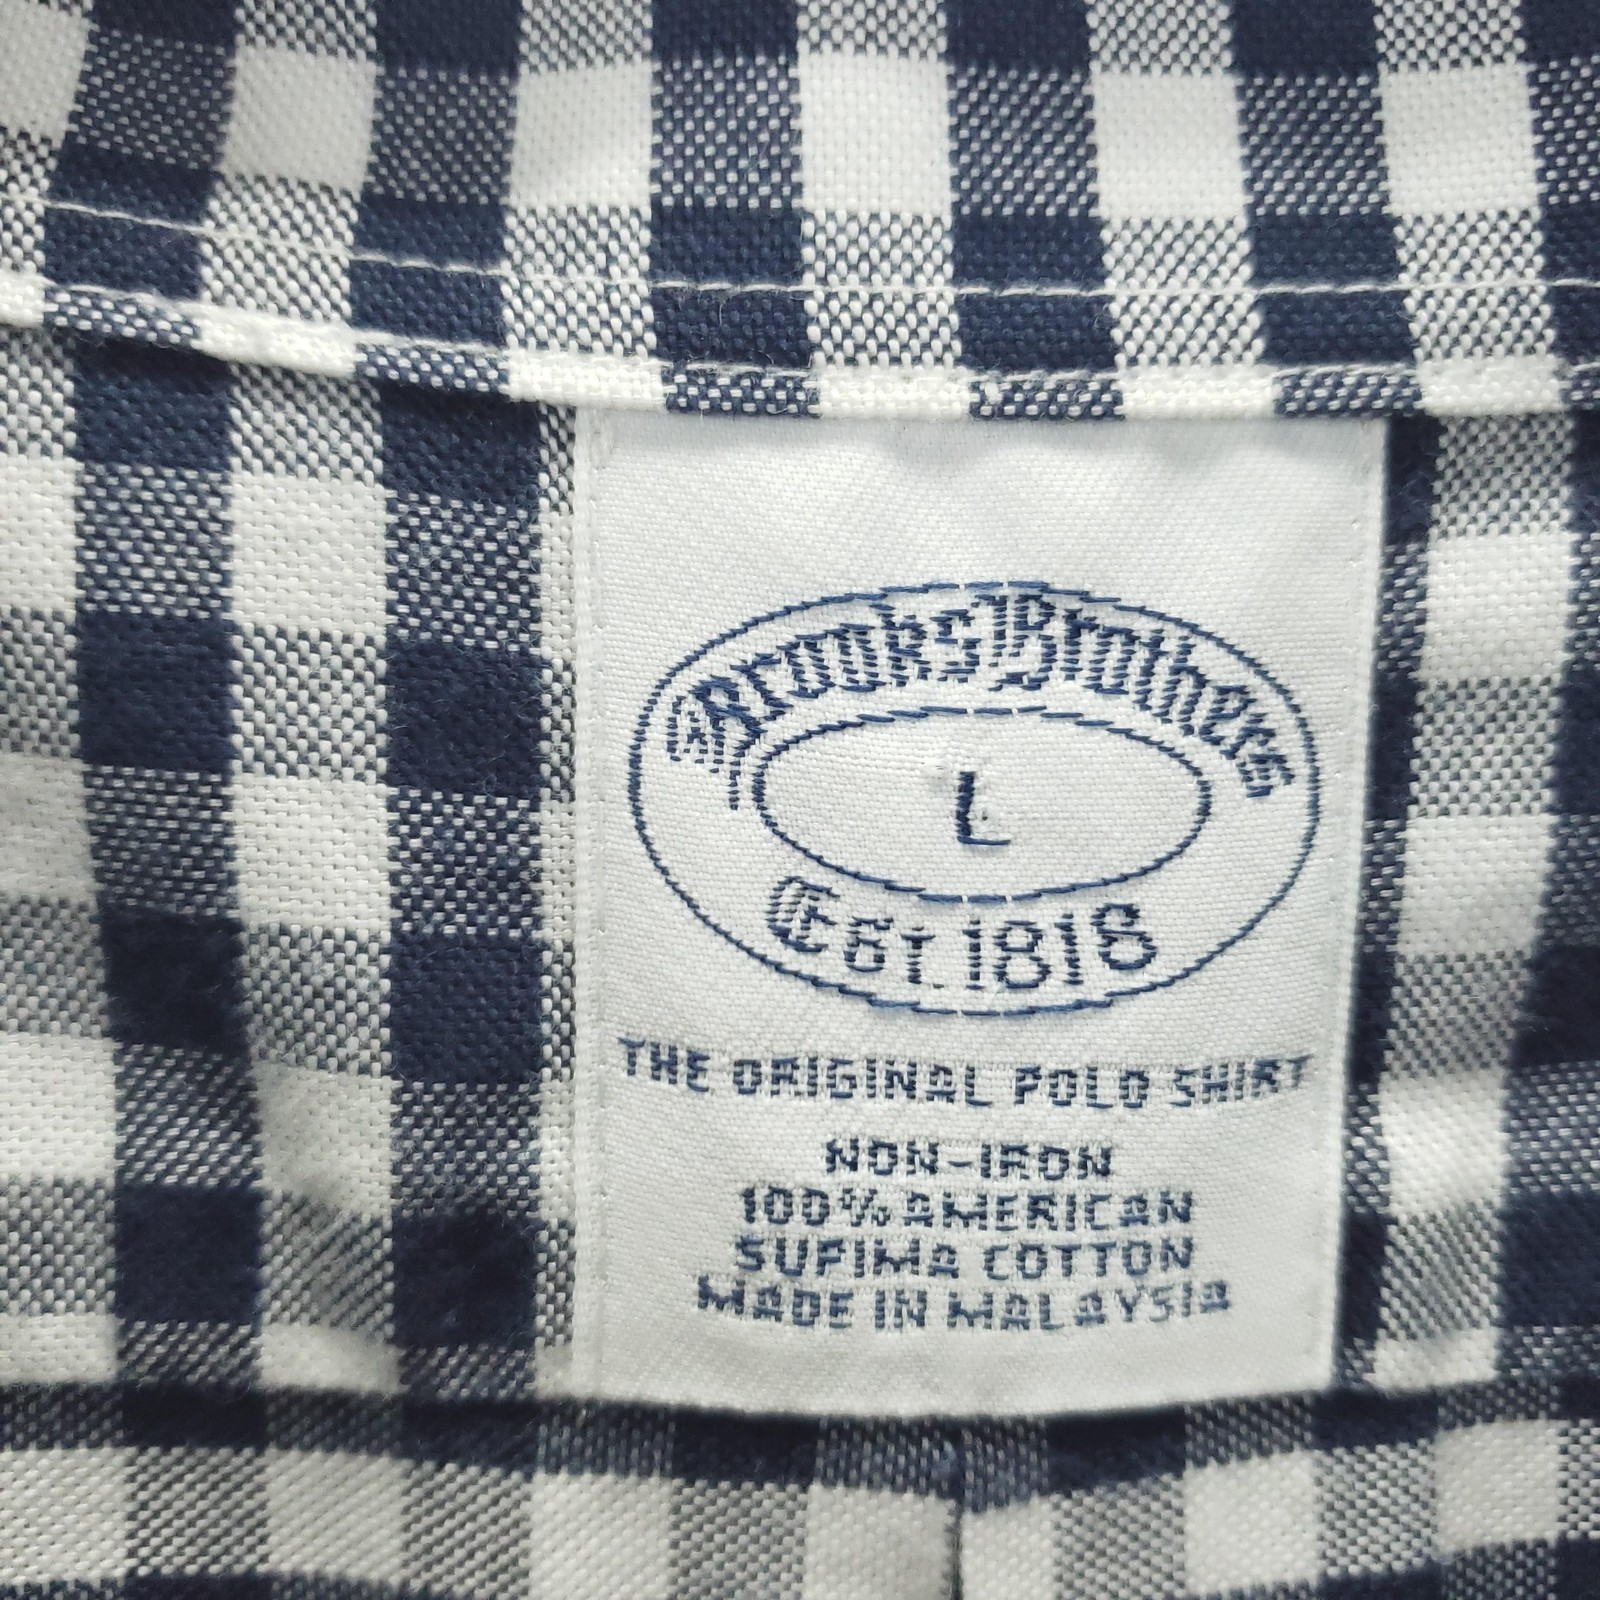 Brooks Brothers
L
Est. 1818
THE ORIGINAL POLO SHIRT
NON-IRON
100% AMERICAN
SUPIMA COTTON
MADE IN MALAYSIA